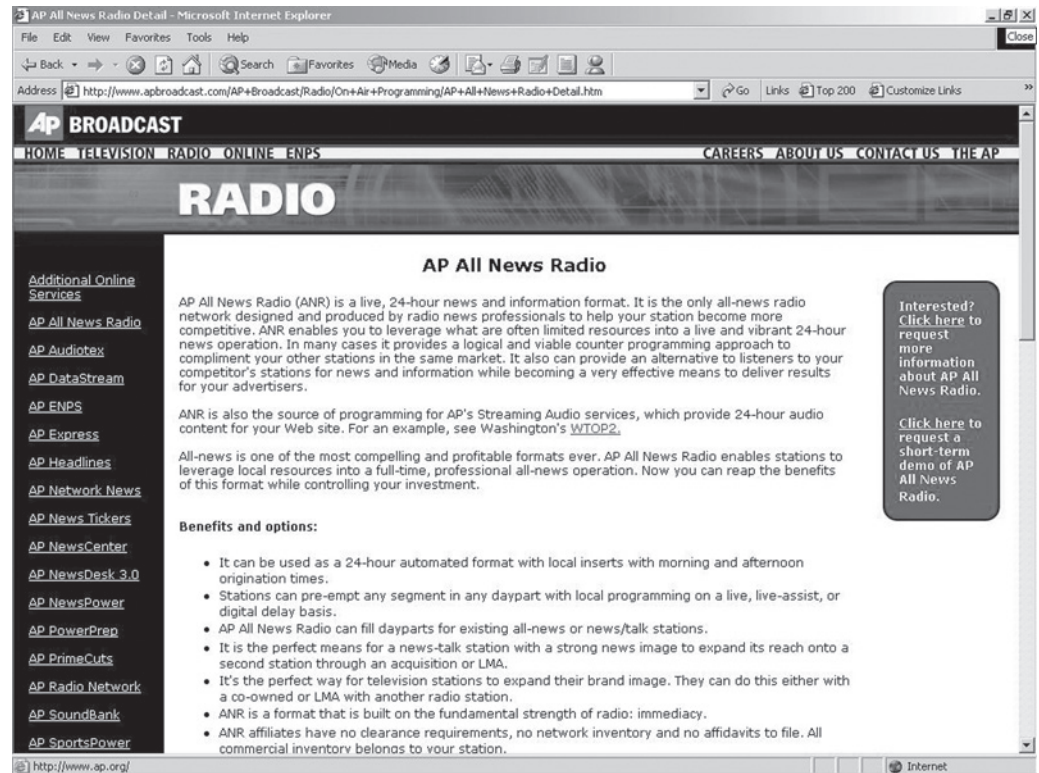 AP All News Radio Detail - Microsoft Internet Explorer
File Edit View Favorites Tools Help
Close
Back Search Favorites Media
Address http://www.apbroadcast.com/AP+Broadcast/Radio/On+Air+Programming/AP+All+News+Radio+Detail.htm Go Links Top 200 Customize Links »
AP BROADCAST
HOME TELEVISION RADIO ONLINE ENPS CAREERS ABOUT US CONTACT US THE AP
RADIO
Additional Online
Services
AP All News Radio
AP Audiotex
AP DataStream
AP ENPS
AP Express
AP Headlines
AP Network News
AP News Tickers
AP NewsCenter
AP NewsDesk 3.0
AP NewsPower
AP PowerPrep
AP PrimeCuts
AP Radio Network
AP SoundBank
AP SportsPower
AP All News Radio
AP All News Radio (ANR) is a live, 24-hour news and information format. It is the only all-news radio
network designed and produced by radio news professionals to help your station become more
competitive. ANR enables you to leverage what are often limited resources into a live and vibrant 24-hour
news operation. In many cases it provides a logical and viable counter programming approach to
compliment your other stations in the same market. It also can provide an alternative to listeners to your
competitor's stations for news and information while becoming a very effective means to deliver results
for your advertisers.
ANR is also the source of programming for AP's Streaming Audio services, which provide 24-hour audio
content for your Web site. For an example, see Washington's WTOP2.
All-news is one of the most compelling and profitable formats ever. AP All News Radio enables stations to
leverage local resources into a full-time, professional all-news operation. Now you can reap the benefits
of this format while controlling your investment.
Benefits and options:
• It can be used as a 24-hour automated format with local inserts with morning and afternoon
origination times.
• Stations can pre-empt any segment in any daypart with local programming on a live, live-assist, or
digital delay basis.
• AP All News Radio can fill dayparts for existing all-news or news/talk stations.
• It is the perfect means for a news-talk station with a strong news image to expand its reach onto a
second station through an acquisition or LMA.
• It's the perfect way for television stations to expand their brand image. They can do this either with
a co-owned or LMA with another radio station.
• ANR is a format that is built on the fundamental strength of radio: immediacy.
• ANR affiliates have no clearance requirements, no network inventory and no affidavits to file. All
commercial inventory belongs to your station.
Interested?
Click here to
request
more
information
about AP All
News Radio.
Click here to
request a
short-term
demo of AP
All News
Radio.
http://www.ap.org/ Internet